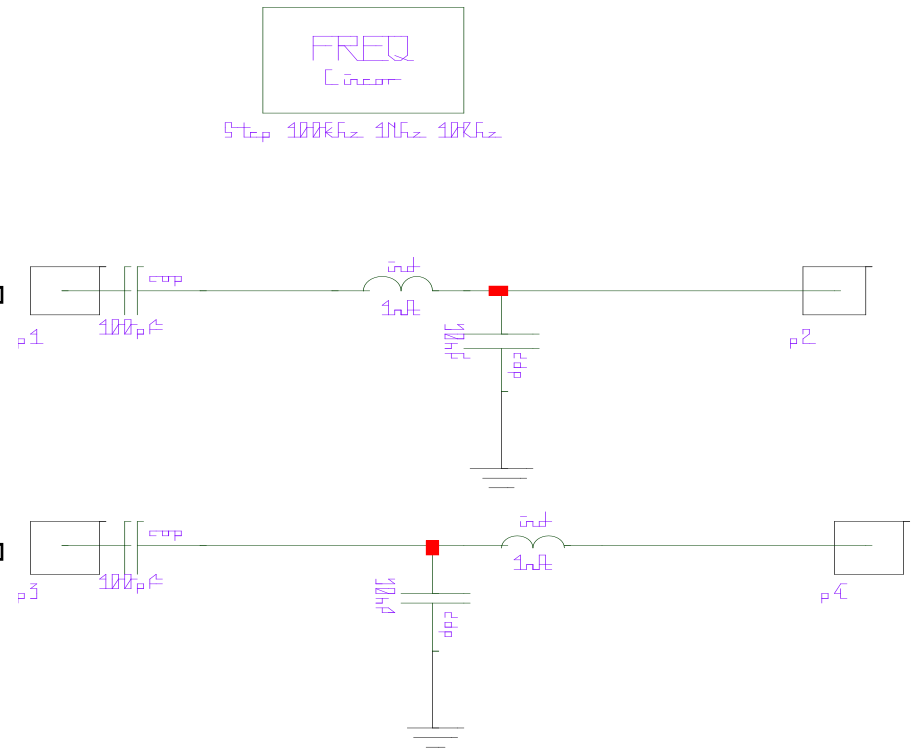 FREQ
Linear
Step 100Khz 1Mhz 10Khz
ind
cap
1nH
100pF
p1
cap
p2
ind
cap
1nH
100pF
p3
cap
p4